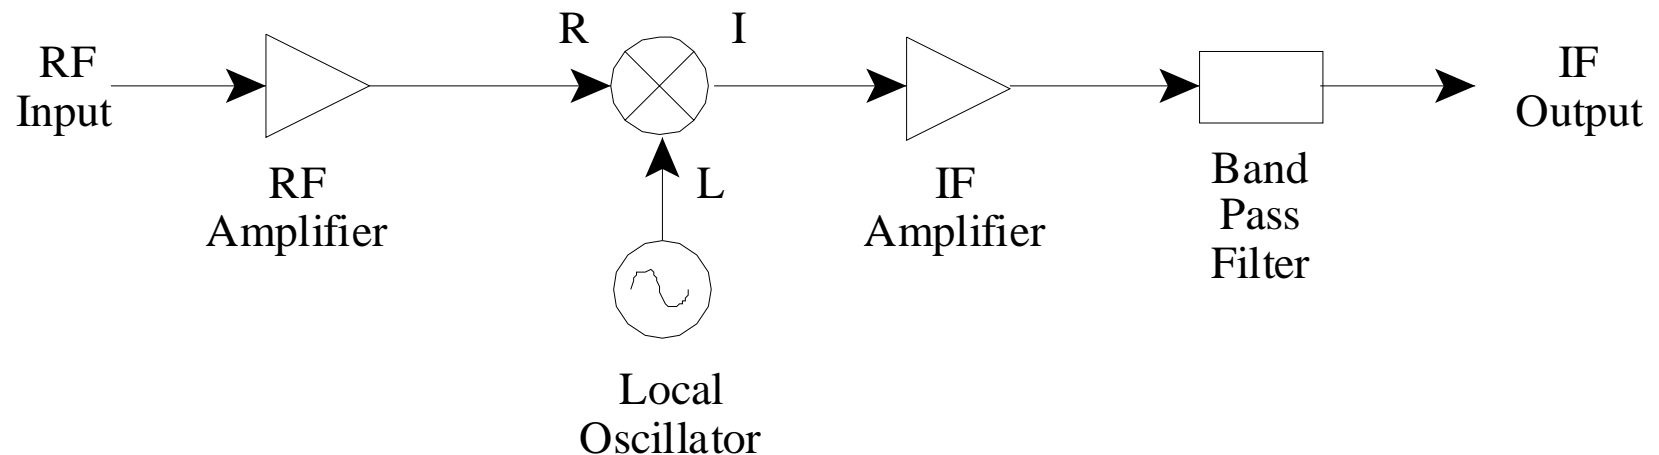 RF
Input
RF
Amplifier
R
I
L
Local
Oscillator
IF
Amplifier
Band
Pass
Filter
IF
Output